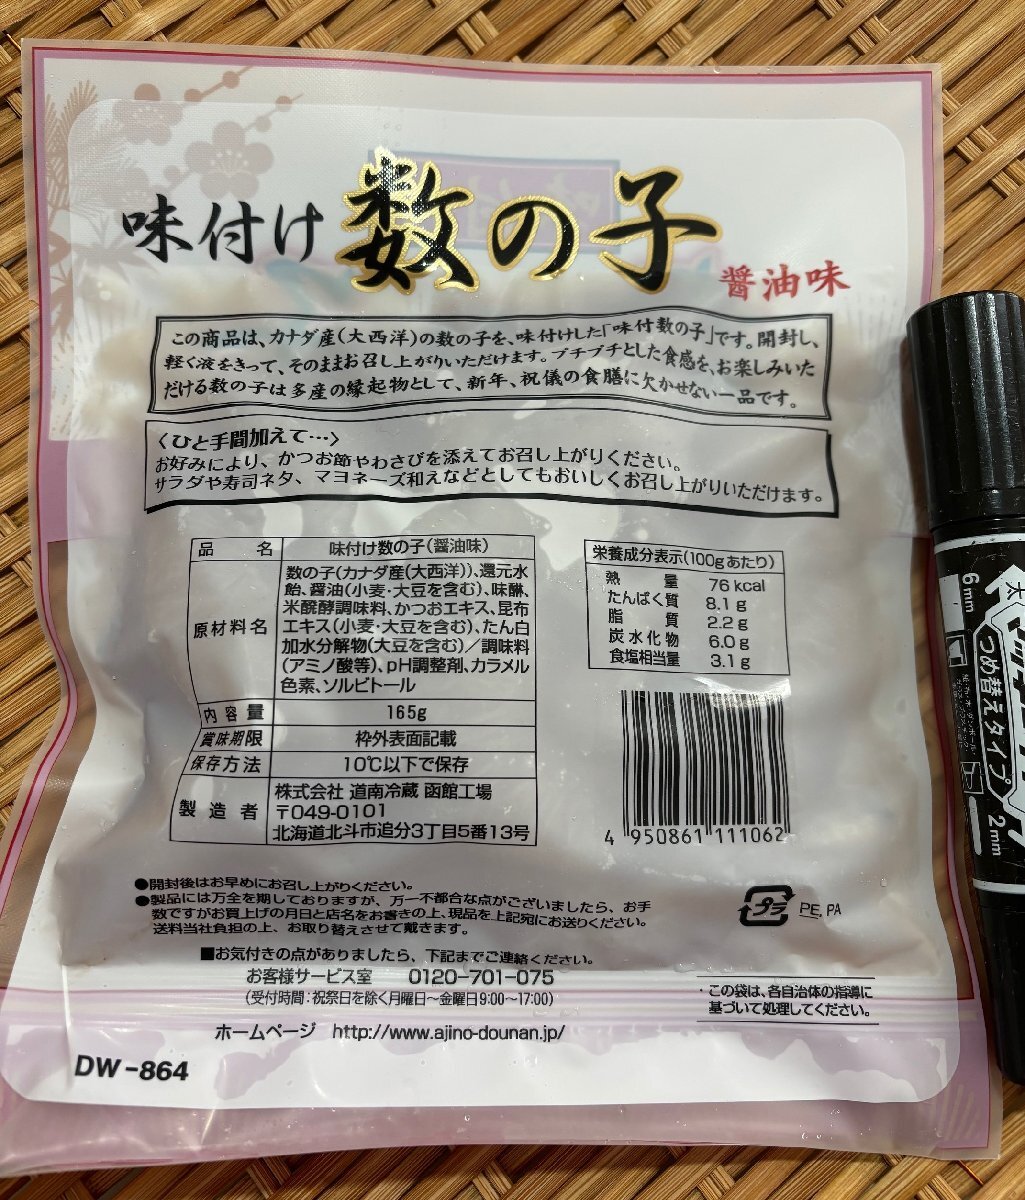 味付け 数の子
醤油味
この商品は、カナダ産(大西洋)の数の子を、味付けした「味付数の子」です。開封し、
軽く液をきって、そのままお召し上がりいただけます。プチプチとした食感を、お楽しみいた
だける数の子は多産の縁起物として、新年、祝儀の食膳に欠かせない一品です。
〈ひと手間加えて…〉
お好みにより、かつお節やわさびを添えてお召し上がりください。
サラダや寿司ネタ、マヨネーズ和えなどとしてもおいしくお召し上がりいただけます。
品名 味付け数の子(醤油味)
原材料名 数の子(カナダ産(大西洋))、還元水
飴、醤油(小麦・大豆を含む)、味醂、
米醗酵調味料、かつおエキス、昆布
エキス(小麦・大豆を含む)、たん白
加水分解物(大豆を含む)/調味料
(アミノ酸等)、pH調整剤、カラメル
色素、ソルビトール
内容量 165g
賞味期限 枠外表面記載
保存方法 10℃以下で保存
製造者 株式会社 道南冷蔵 函館工場
〒049-0101
北海道北斗市追分3丁目5番13号
栄養成分表示(100gあたり)
熱量 76 kcal
たんぱく質 8.1 g
脂質 2.2 g
炭水化物 6.0 g
食塩相当量 3.1 g
4 950861 111062
●開封後はお早めにお召し上がりください。
●製品には万全を期しておりますが、万一不都合な点がございましたら、お手
数ですがお買上げの月日と店名をお書きの上、現品を上記宛にお送りください。
送料当社負担の上、お取り替えさせて戴きます。
プラ PE, PA
■お気付きの点がありましたら、下記までご連絡ください。
お客様サービス室 0120-701-075
(受付時間:祝祭日を除く月曜日~金曜日9:00~17:00)
ホームページ http://www.ajino-dounan.jp/
・この袋は、各自治体の指導に
基づいて処理してください。
DW-864
太 6mm
つめ替えタイプ 2mm